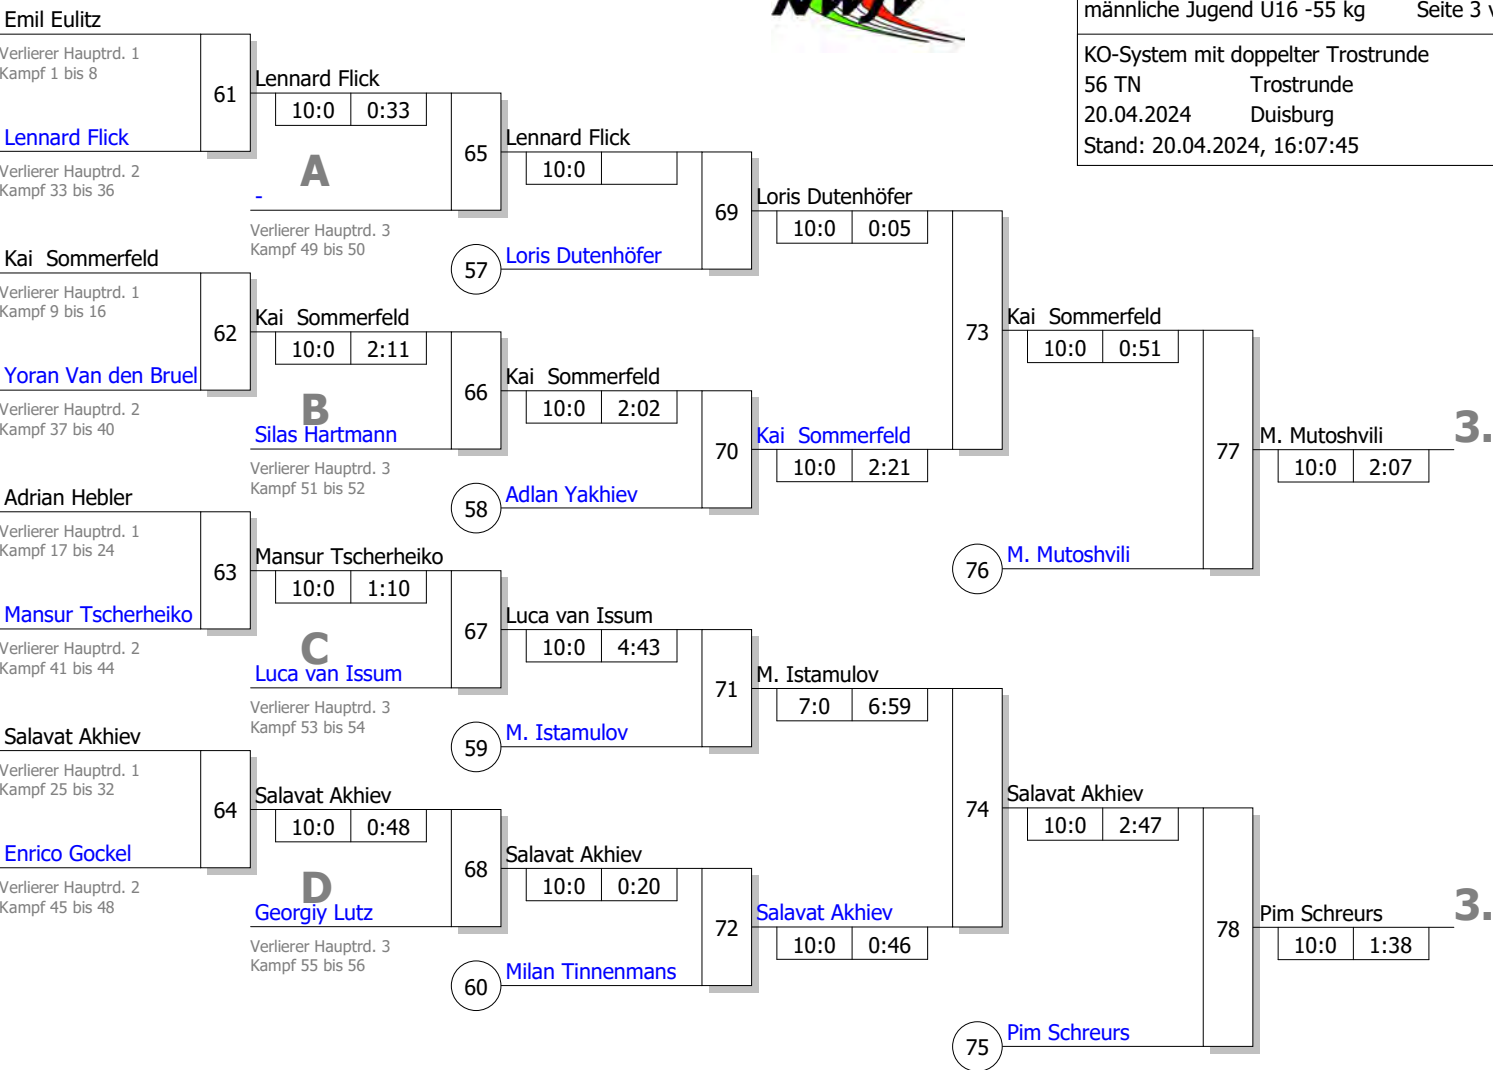 NWJV
männliche Jugend U16 -55 kg Seite 3 v
KO-System mit doppelter Trostrunde
56 TN Trostrunde
20.04.2024 Duisburg
Stand: 20.04.2024, 16:07:45
Emil Eulitz
Verlierer Hauptrd. 1
Kampf 1 bis 8
61
Lennard Flick
Verlierer Hauptrd. 2
Kampf 33 bis 36
Lennard Flick
10:0 0:33
A
-
Verlierer Hauptrd. 3
Kampf 49 bis 50
65
Lennard Flick
10:0
57
Loris Dutenhöfer
69
Loris Dutenhöfer
10:0 0:05
Kai Sommerfeld
Verlierer Hauptrd. 1
Kampf 9 bis 16
62
Yoran Van den Bruel
Verlierer Hauptrd. 2
Kampf 37 bis 40
Kai Sommerfeld
10:0 2:11
B
Silas Hartmann
Verlierer Hauptrd. 3
Kampf 51 bis 52
66
Kai Sommerfeld
10:0 2:02
58
Adlan Yakhiev
70
Kai Sommerfeld
10:0 2:21
73
Kai Sommerfeld
10:0 0:51
76
M. Mutoshvili
77
M. Mutoshvili
10:0 2:07
3.
Adrian Hebler
Verlierer Hauptrd. 1
Kampf 17 bis 24
63
Mansur Tscherheiko
Verlierer Hauptrd. 2
Kampf 41 bis 44
Mansur Tscherheiko
10:0 1:10
C
Luca van Issum
Verlierer Hauptrd. 3
Kampf 53 bis 54
67
Luca van Issum
10:0 4:43
59
M. Istamulov
71
M. Istamulov
7:0 6:59
Salavat Akhiev
Verlierer Hauptrd. 1
Kampf 25 bis 32
64
Enrico Gockel
Verlierer Hauptrd. 2
Kampf 45 bis 48
Salavat Akhiev
10:0 0:48
D
Georgiy Lutz
Verlierer Hauptrd. 3
Kampf 55 bis 56
68
Salavat Akhiev
10:0 0:20
60
Milan Tinnenmans
72
Salavat Akhiev
10:0 0:46
74
Salavat Akhiev
10:0 2:47
75
Pim Schreurs
78
Pim Schreurs
10:0 1:38
3.